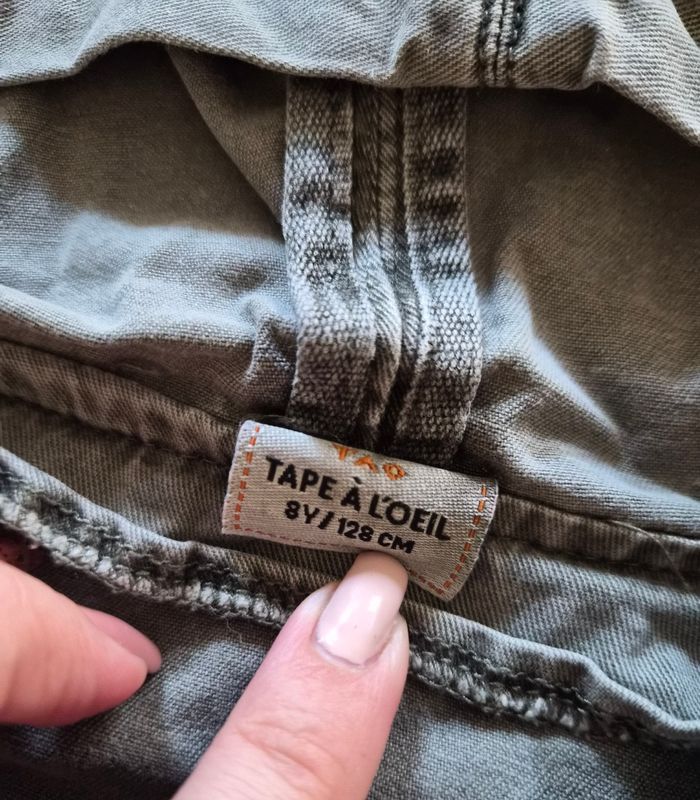 TAO
TAPE À L'OEIL
8Y/128 CM